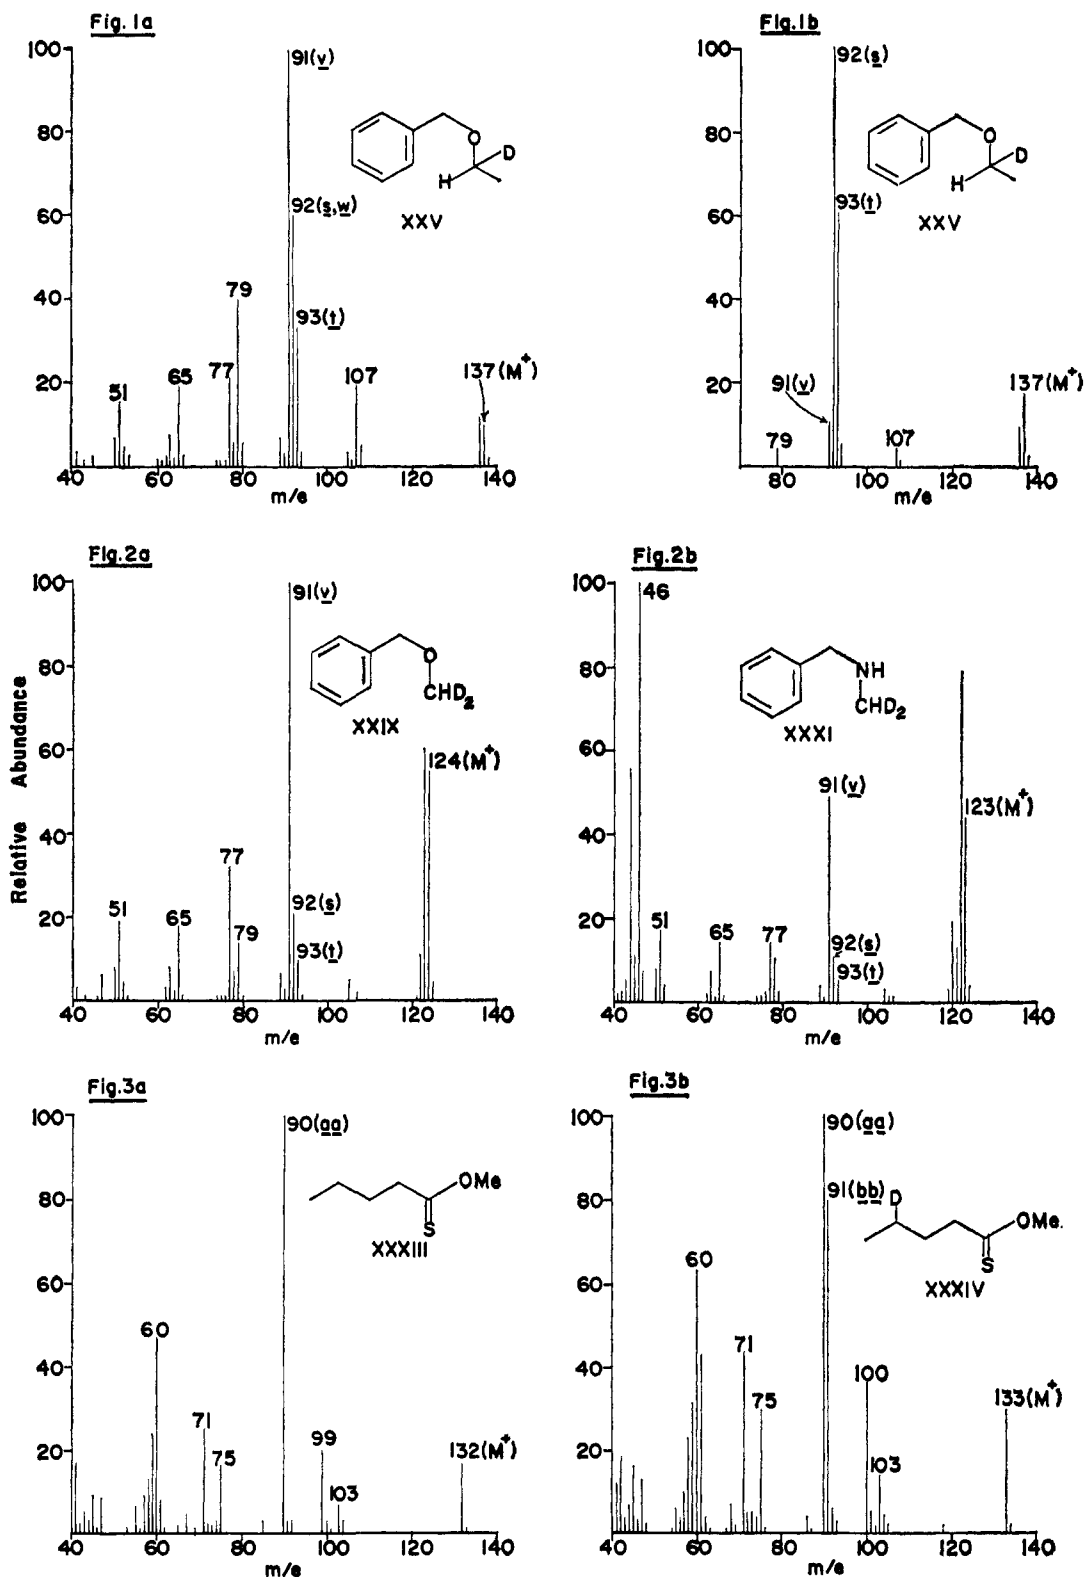 Fig. 1a
100
80
60
40
20
91(v)
92(s,w)
93(t)
79
77
65
51
107
137(M+)
O
D
H
XXV
40 60 80 100 120 140
m/e
Fig. 1b
100
80
60
40
20
92(s)
93(t)
91(v)
79
107
137(M+)
O
D
H
XXV
80 100 120 140
m/e
Fig. 2a
Relative Abundance
100
80
60
40
20
91(v)
92(s)
93(t)
77
79
65
51
124(M+)
O
CHD2
XXIX
40 60 80 100 120 140
m/e
Fig. 2b
100
80
60
40
20
46
51
65
77
91(v)
92(s)
93(t)
123(M+)
NH
CHD2
XXXI
40 60 80 100 120 140
m/e
Fig. 3a
100
80
60
40
20
90(aa)
60
71
75
99
103
132(M+)
OMe
S
XXXIII
40 60 80 100 120 140
m/e
Fig. 3b
100
80
60
40
20
90(aa)
91(bb)
60
71
75
100
103
133(M+)
D
OMe.
S
XXXIV
40 60 80 100 120 140
m/e